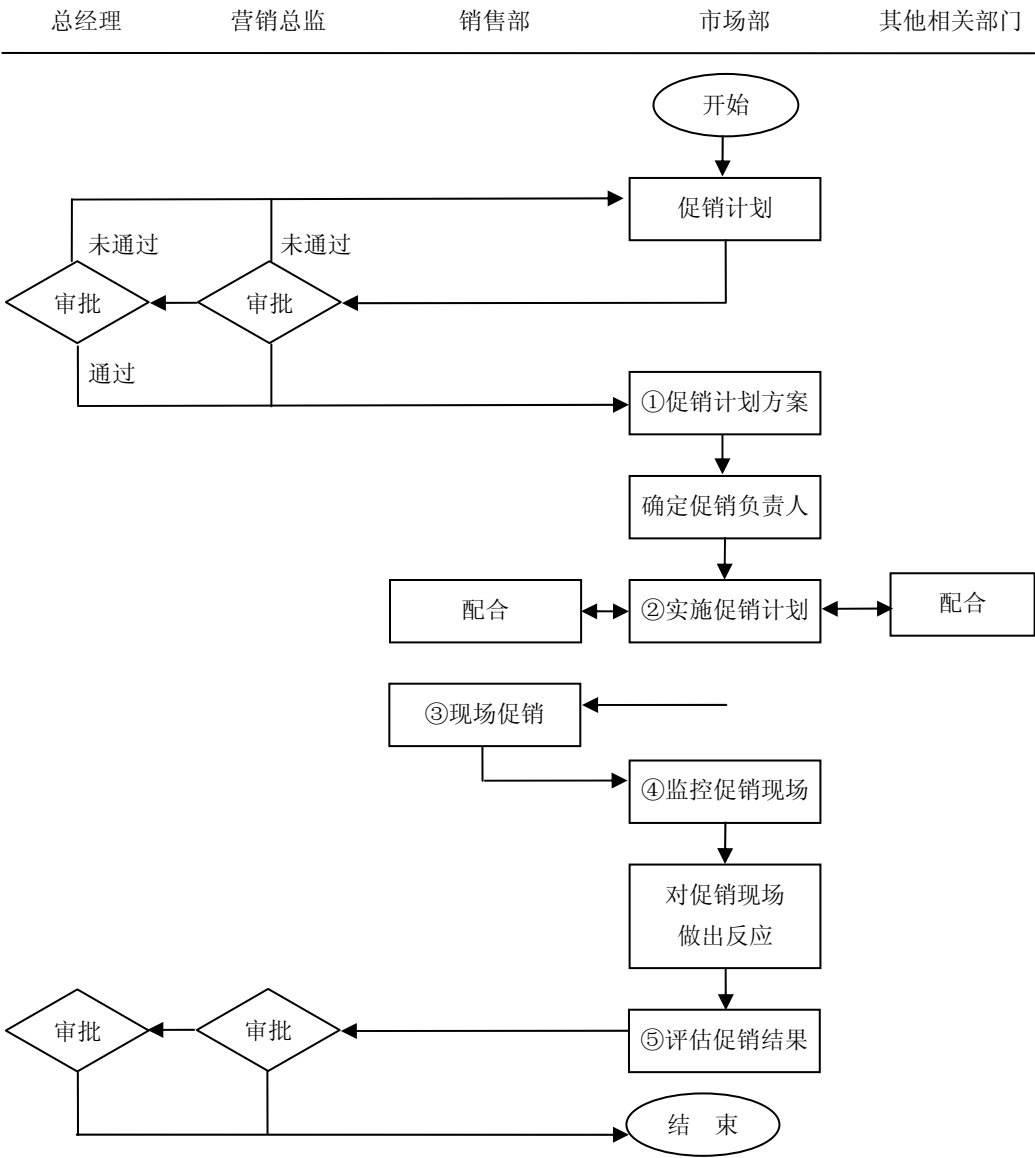 总经理 营销总监 销售部 市场部 其他相关部门
开始
促销计划
未通过 未通过
审批 审批
通过
①促销计划方案
确定促销负责人
配合 ②实施促销计划 配合
③现场促销
④监控促销现场
对促销现场
做出反应
审批 审批 ⑤评估促销结果
结 束